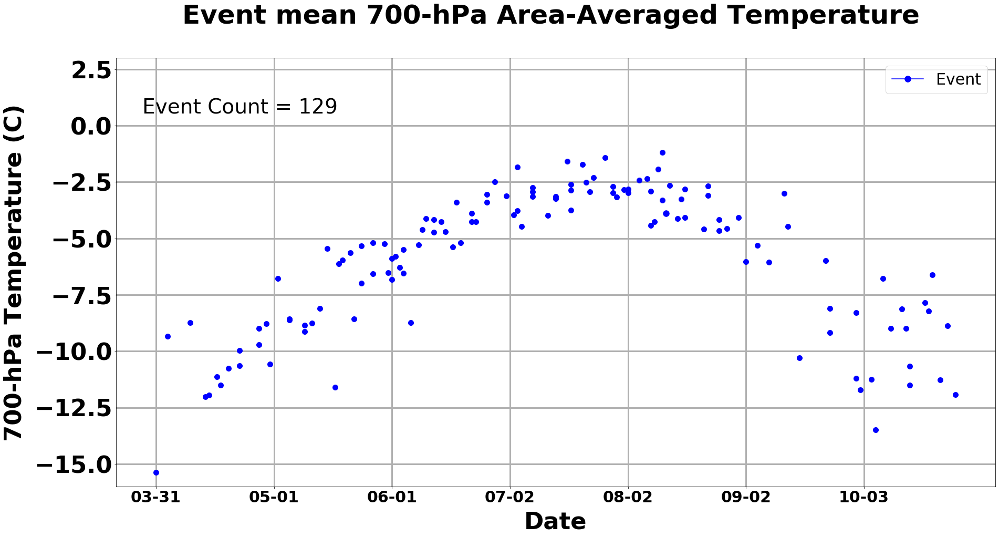 Event mean 700-hPa Area-Averaged Temperature
Event
Event Count = 129
700-hPa Temperature (C)
2.5
0.0
−2.5
−5.0
−7.5
−10.0
−12.5
−15.0
03-31 05-01 06-01 07-02 08-02 09-02 10-03
Date